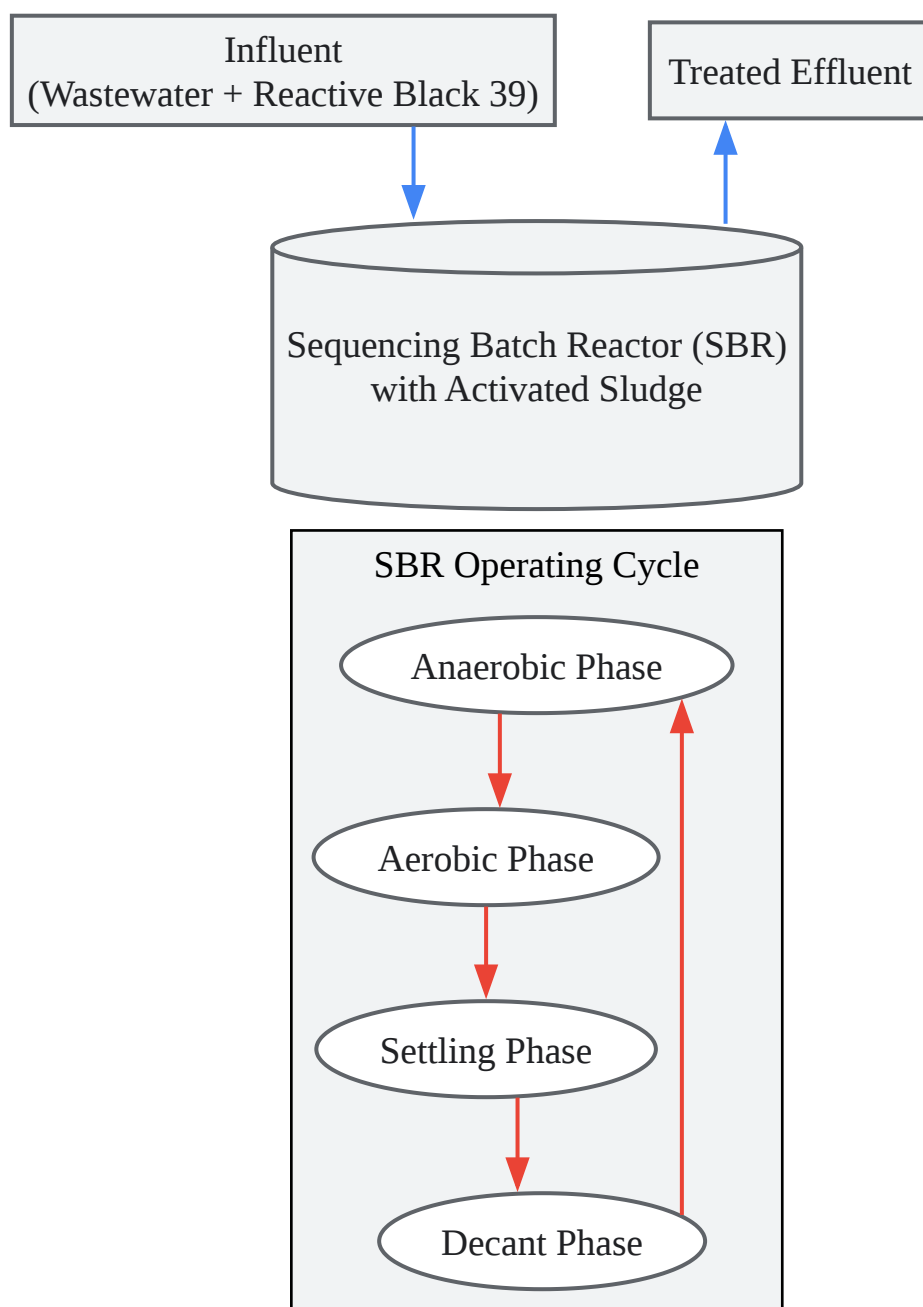 Influent
(Wastewater + Reactive Black 39)
Treated Effluent
Sequencing Batch Reactor (SBR)
with Activated Sludge
SBR Operating Cycle
Anaerobic Phase
Aerobic Phase
Settling Phase
Decant Phase